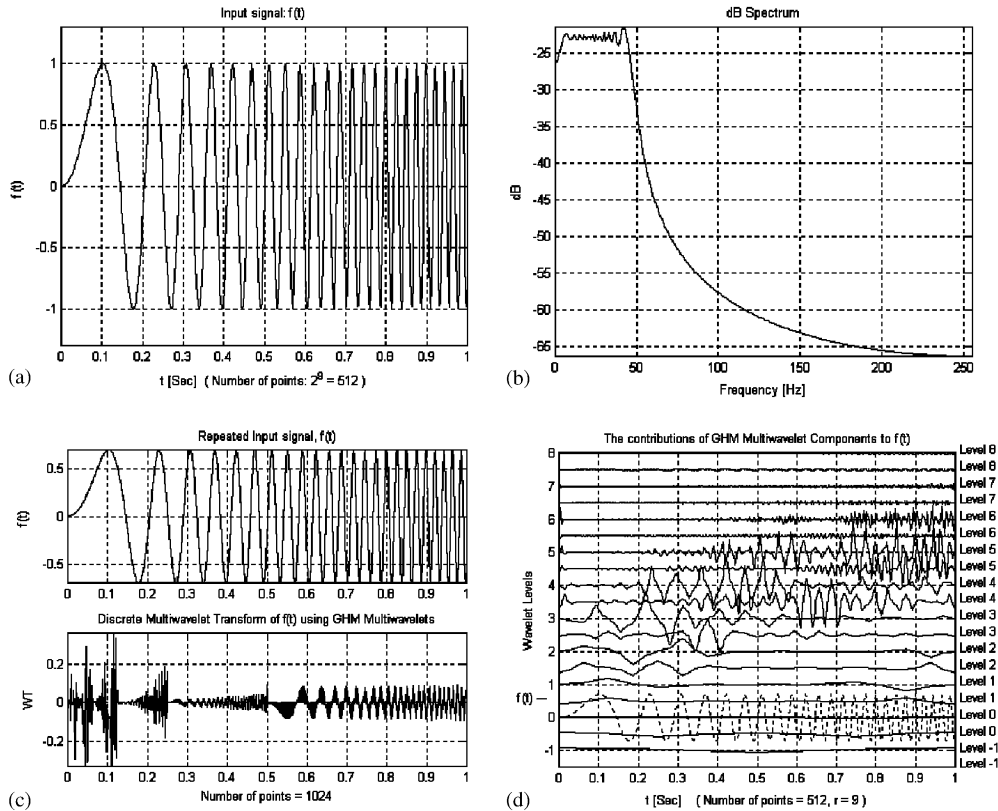 Input signal: f(t)
f(t)
1
0.5
0
-0.5
-1
0 0.1 0.2 0.3 0.4 0.5 0.6 0.7 0.8 0.9 1
t [Sec] ( Number of points: 2^9 = 512 )
(a)
dB Spectrum
dB
-25
-30
-35
-40
-45
-50
-55
-60
-65
0 50 100 150 200 250
Frequency [Hz]
(b)
Repeated Input signal, f(t)
f(t)
0.5
0
-0.5
0 0.1 0.2 0.3 0.4 0.5 0.6 0.7 0.8 0.9 1
Discrete Multiwavelet Transform of f(t) using GHM Multiwavelets
WT
0.2
0
-0.2
0 0.1 0.2 0.3 0.4 0.5 0.6 0.7 0.8 0.9 1
Number of points = 1024
(c)
The contributions of GHM Multiwavelet Components to f(t)
Wavelet Levels
8
7
6
5
4
3
2
1
f(t)
0
-1
Level 8
Level 8
Level 7
Level 7
Level 6
Level 6
Level 5
Level 5
Level 4
Level 4
Level 3
Level 3
Level 2
Level 2
Level 1
Level 1
Level 0
Level 0
Level -1
0 0.1 0.2 0.3 0.4 0.5 0.6 0.7 0.8 0.9 1
t [Sec] ( Number of points = 512, r = 9 )
(d)